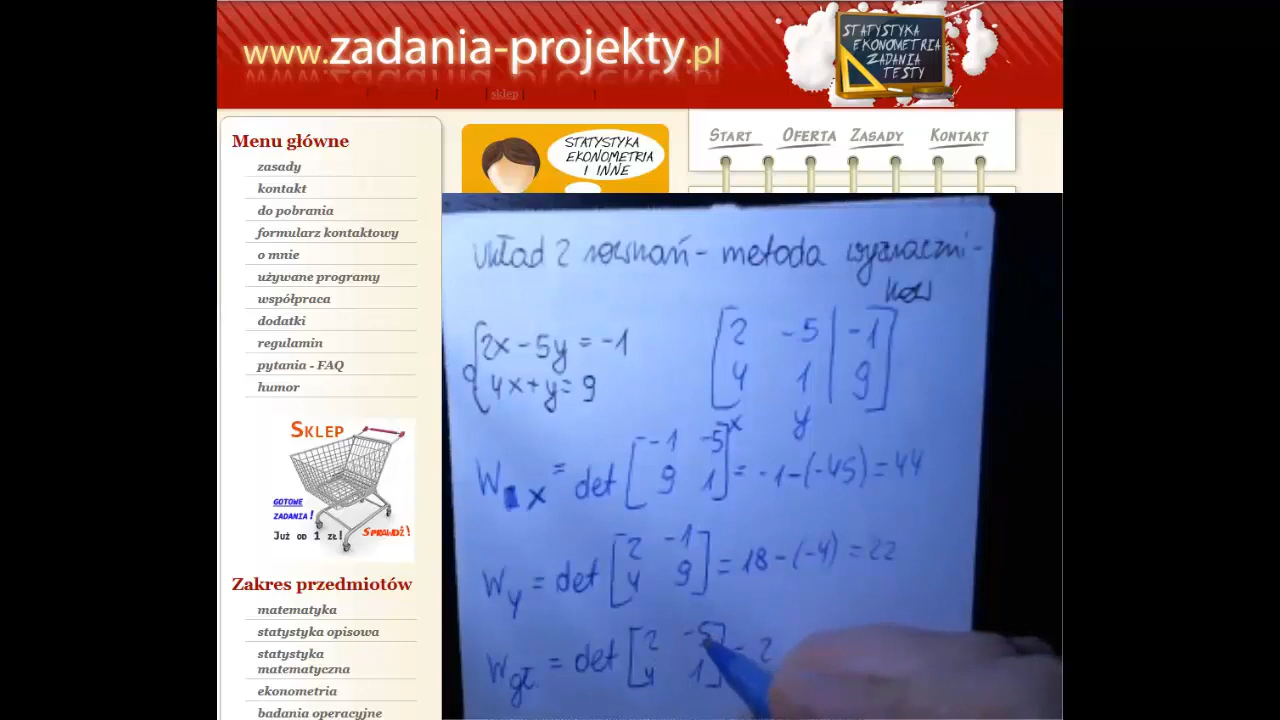 www.zadania-projekty.pl
STATYSTYKA
EKONOMETRIA
ZADANIA
TESTY
sklep
START OFERTA ZASADY KONTAKT
Menu główne
zasady
kontakt
do pobrania
formularz kontaktowy
o mnie
używane programy
współpraca
dodatki
regulamin
pytania - FAQ
humor
SKLEP
GOTOWE
ZADANIA!
Już od 1 zł!
SPRAWDŹ!
Zakres przedmiotów
matematyka
statystyka opisowa
statystyka
matematyczna
ekonometria
badania operacyjne
STATYSTYKA
EKONOMETRIA
I INNE
układ 2 równań - metoda wyznaczni-
ków
2x - 5y = -1
4x + y = 9
2 -5 | -1
4 1 | 9
x y
Wx = det [-1 -5
9 1] = -1 - (-45) = 44
Wy = det [2 -1
4 9] = 18 - (-4) = 22
Wgł. = det [2 -5
4 1] = 2